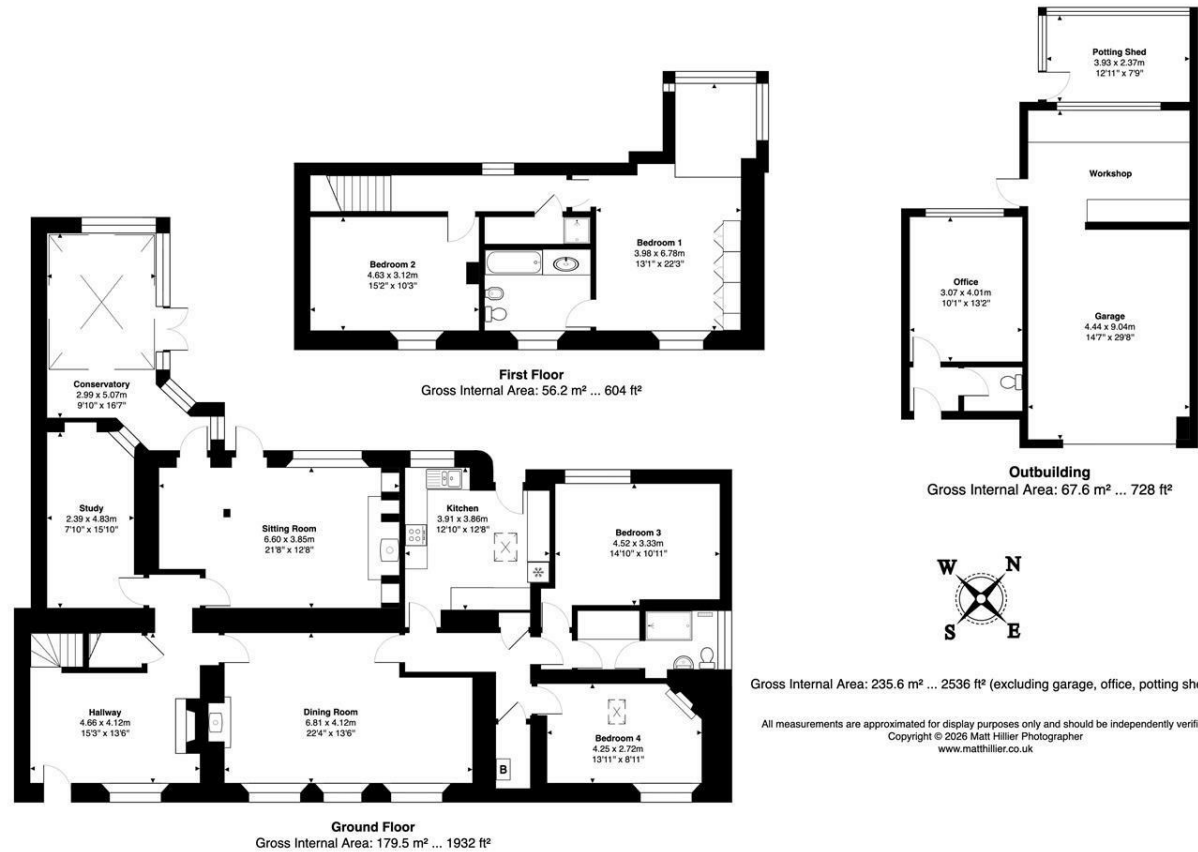 Potting Shed
3.93 x 2.37m
12'11" x 7'9"
Workshop
Bedroom 1
3.98 x 6.78m
13'1" x 22'3"
Bedroom 2
4.63 x 3.12m
15'2" x 10'3"
Office
3.07 x 4.01m
10'1" x 13'2"
Garage
4.44 x 9.04m
14'7" x 29'8"
First Floor
Gross Internal Area: 56.2 m² ... 604 ft²
Conservatory
2.99 x 5.07m
9'10" x 16'7"
Outbuilding
Gross Internal Area: 67.6 m² ... 728 ft²
Study
2.39 x 4.83m
7'10" x 15'10"
Sitting Room
6.60 x 3.85m
21'8" x 12'8"
Kitchen
3.91 x 3.86m
12'10" x 12'8"
Bedroom 3
4.52 x 3.33m
14'10" x 10'11"
W N
S E
Hallway
4.66 x 4.12m
15'3" x 13'6"
Dining Room
6.81 x 4.12m
22'4" x 13'6"
Bedroom 4
4.25 x 2.72m
13'11" x 8'11"
B
Gross Internal Area: 235.6 m² ... 2536 ft² (excluding garage, office, potting she
All measurements are approximated for display purposes only and should be independently verifi
Copyright © 2026 Matt Hillier Photographer
www.matthillier.co.uk
Ground Floor
Gross Internal Area: 179.5 m² ... 1932 ft²